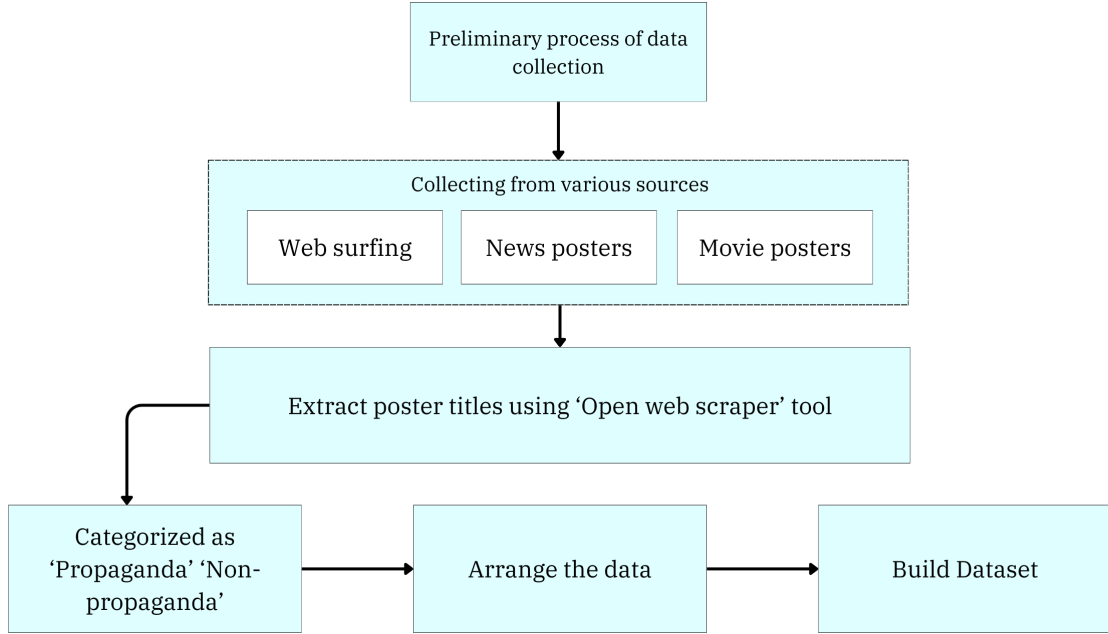 Preliminary process of data
collection
Collecting from various sources
Web surfing
News posters
Movie posters
Extract poster titles using ‘Open web scraper’ tool
Categorized as
‘Propaganda’ ‘Non-
propaganda’
Arrange the data
Build Dataset